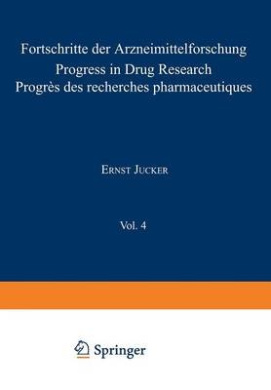 Fortschritte der Arzneimittelforschung
Progress in Drug Research
Progrès des recherches pharmaceutiques
ERNST JUCKER
Vol. 4
Springer